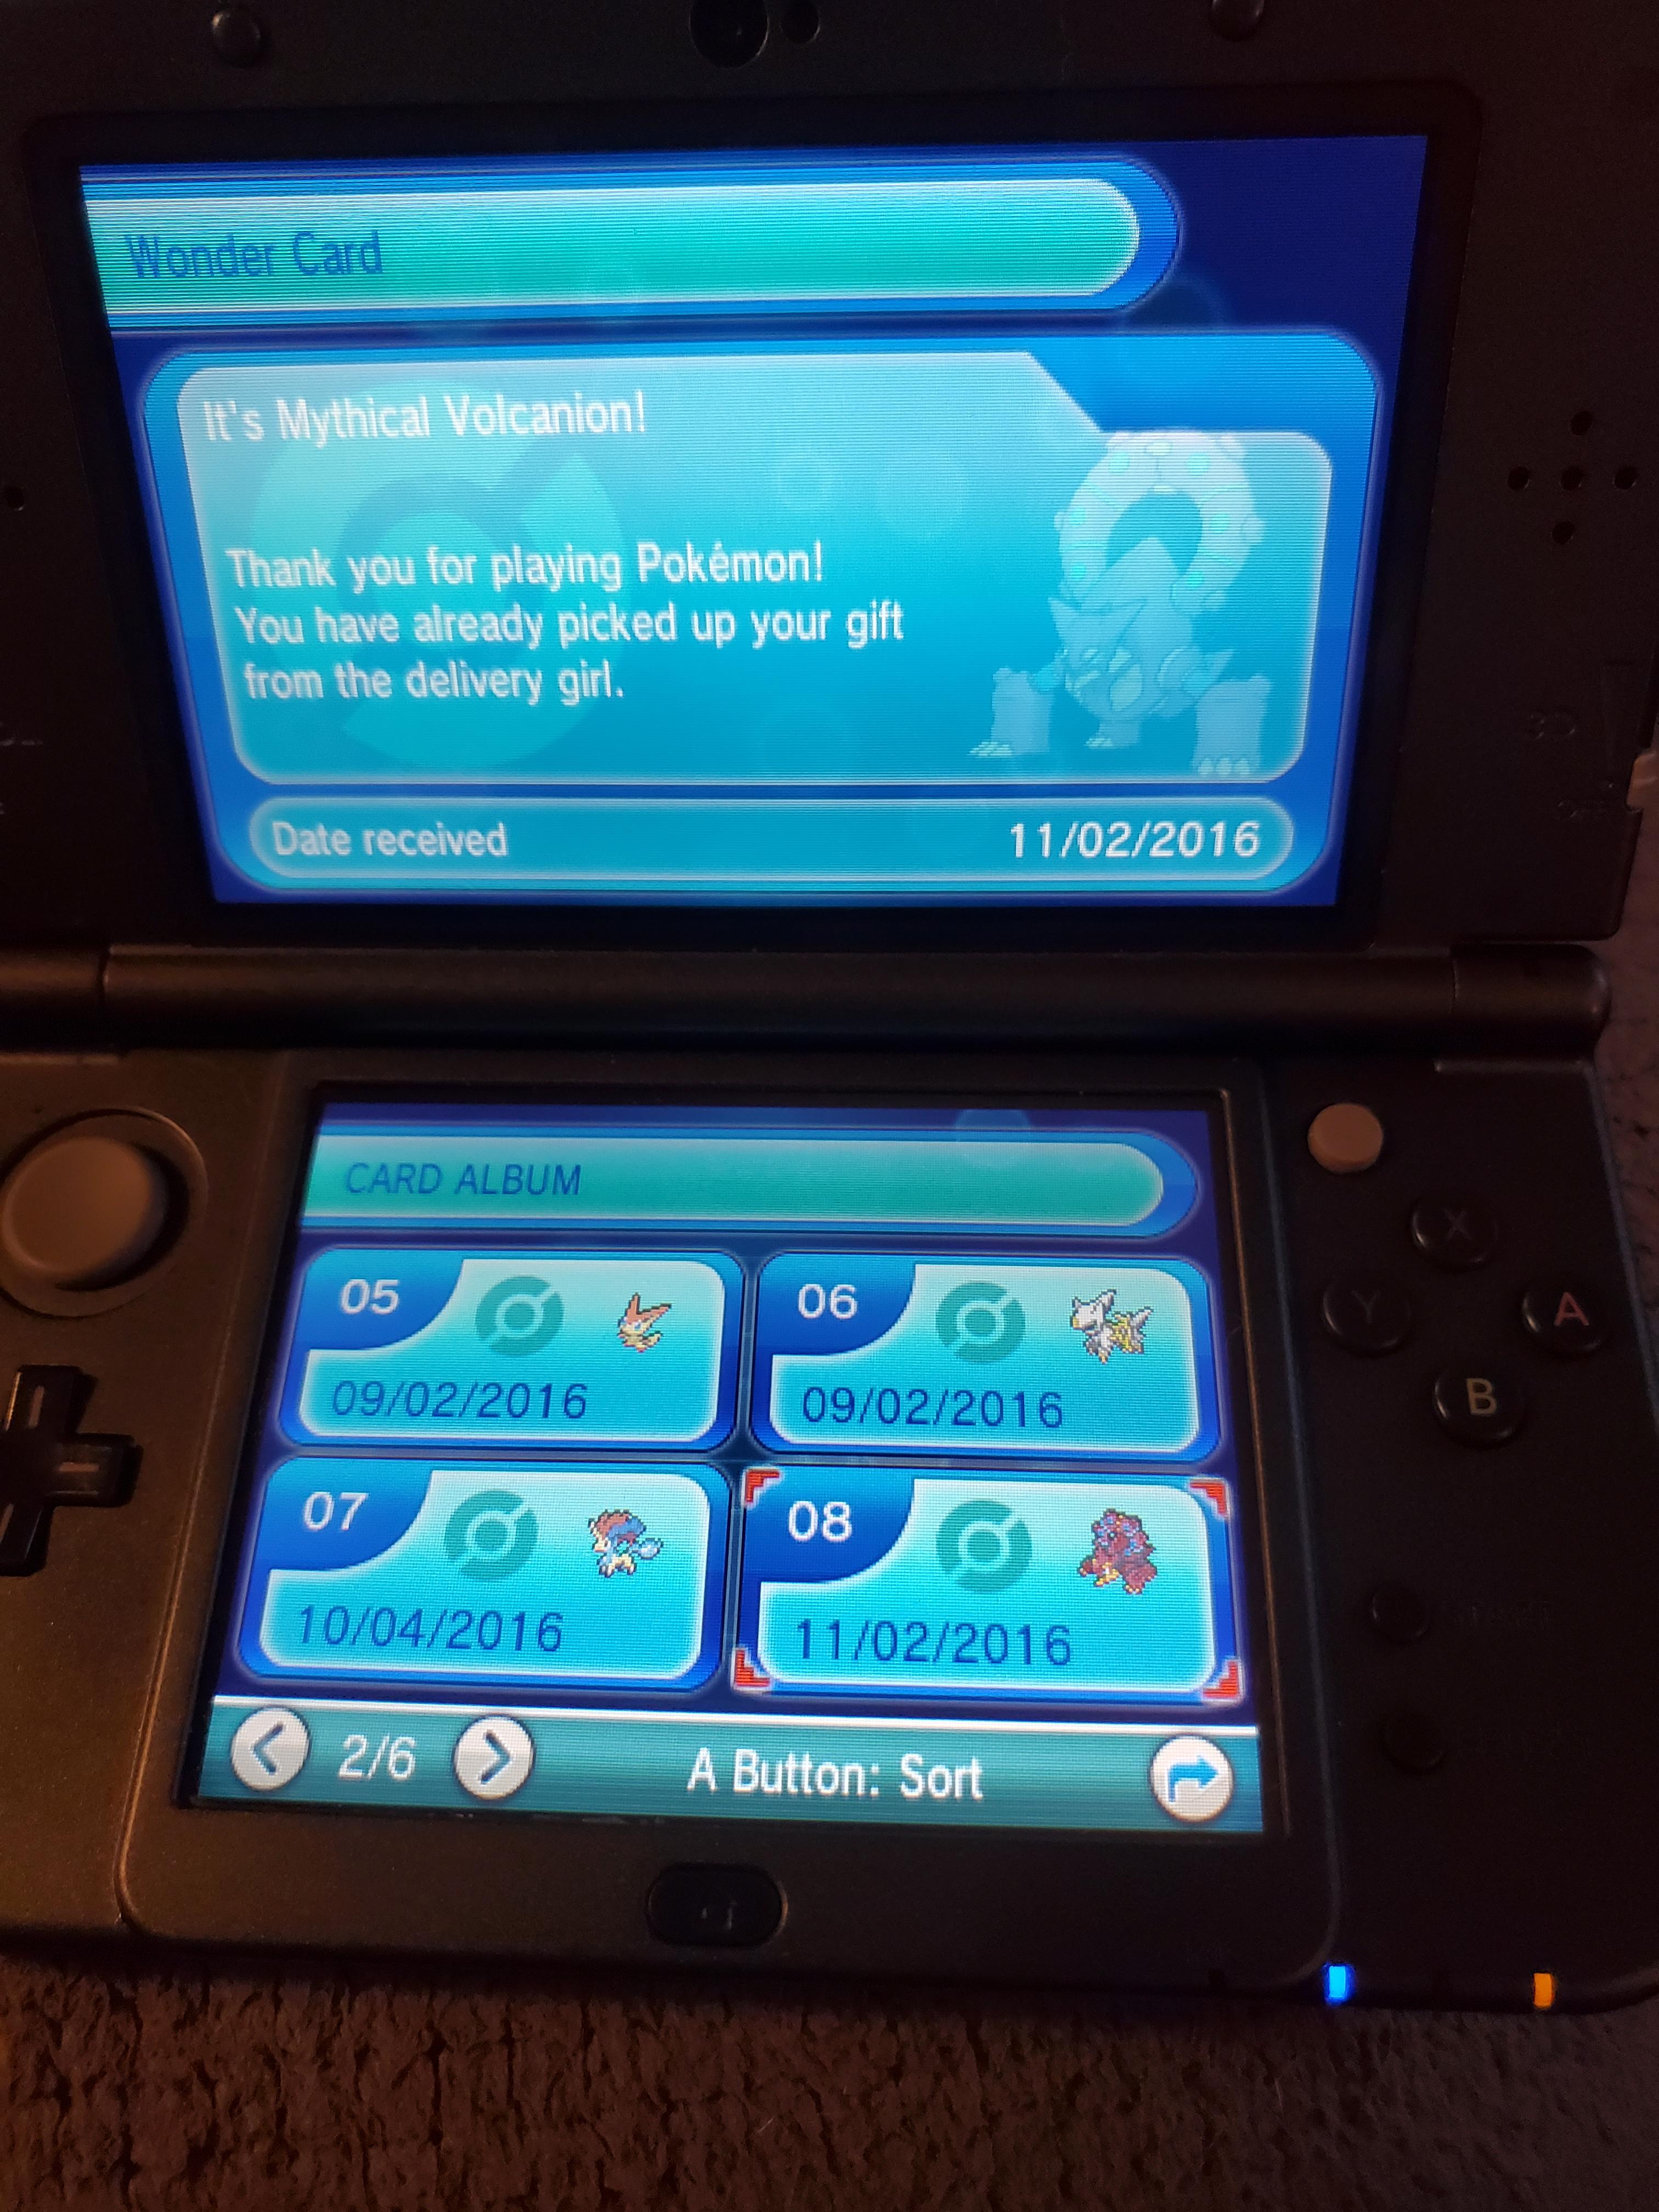 Wonder Card
It's Mythical Volcanion!
Thank you for playing Pokémon!
You have already picked up your gift
from the delivery girl.
Date received 11/02/2016
CARD ALBUM
05 06
09/02/2016 09/02/2016
07 08
10/04/2016 11/02/2016
2/6 A Button: Sort
X
Y A
B